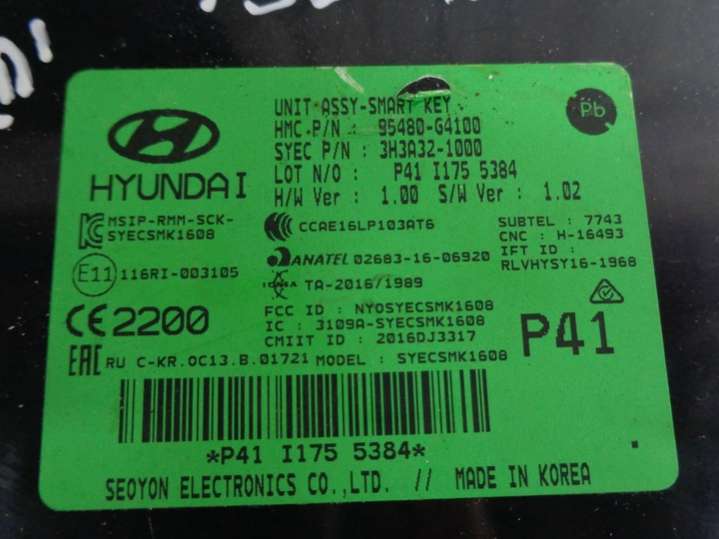 UNIT ASSY-SMART KEY
HMC P/N : 95480-G4100
SYEC P/N : 3H3A32-1000
LOT N/O : P41 I175 5384
H/W Ver : 1.00 S/W Ver : 1.02
Pb
HYUNDAI
MSIP-RMM-SCK-
SYECSMK1608
CCAE16LP103AT6
SUBTEL : 7743
CNC : H-16493
IFT ID :
RLVHYSY16-1968
E11 116RI-003105
ANATEL 02683-16-06920
TA-2016/1989
CE2200
FCC ID : NYOSYECSMK1608
IC : 3109A-SYECSMK1608
CMIIT ID : 2016DJ3317
P41
EAC RU C-KR.OC13.B.01721 MODEL : SYECSMK1608
*P41 I175 5384*
SEOYON ELECTRONICS CO.,LTD. // MADE IN KOREA